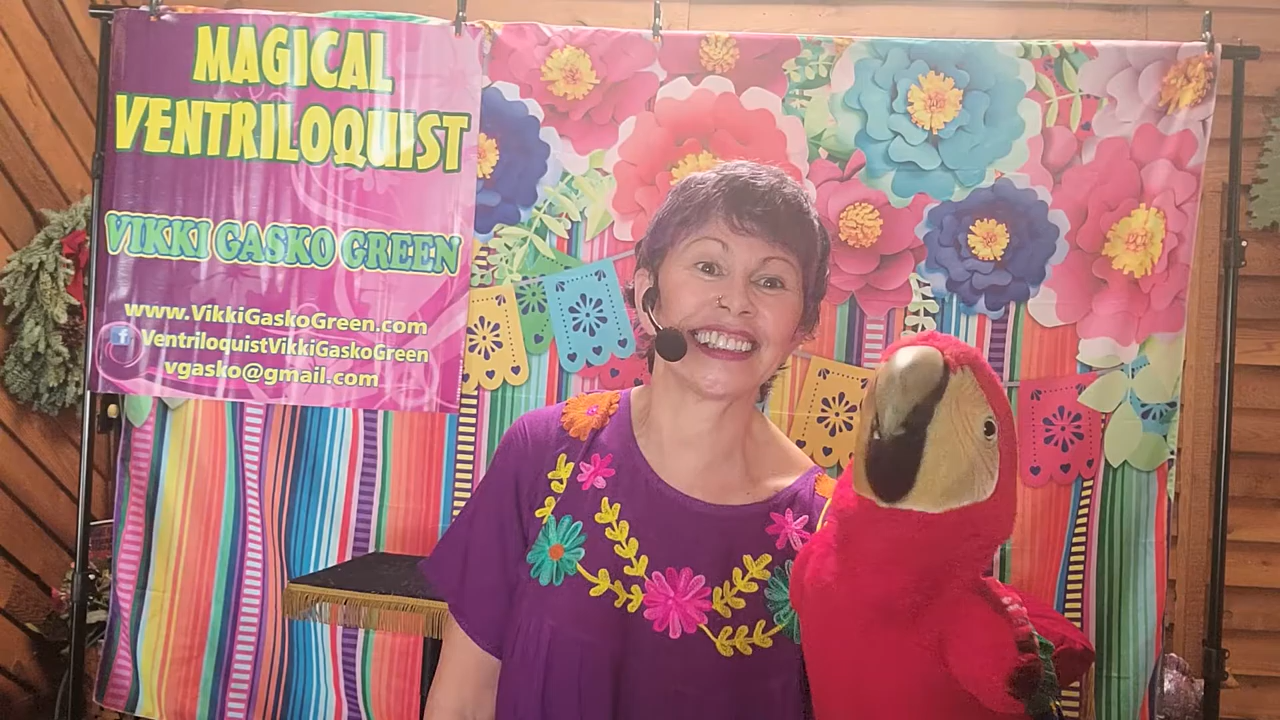 MAGICAL
VENTRILOQUIST
VIKKI GASKO GREEN
www.VikkiGaskoGreen.com
f VentriloquistVikkiGaskoGreen
vgasko@gmail.com